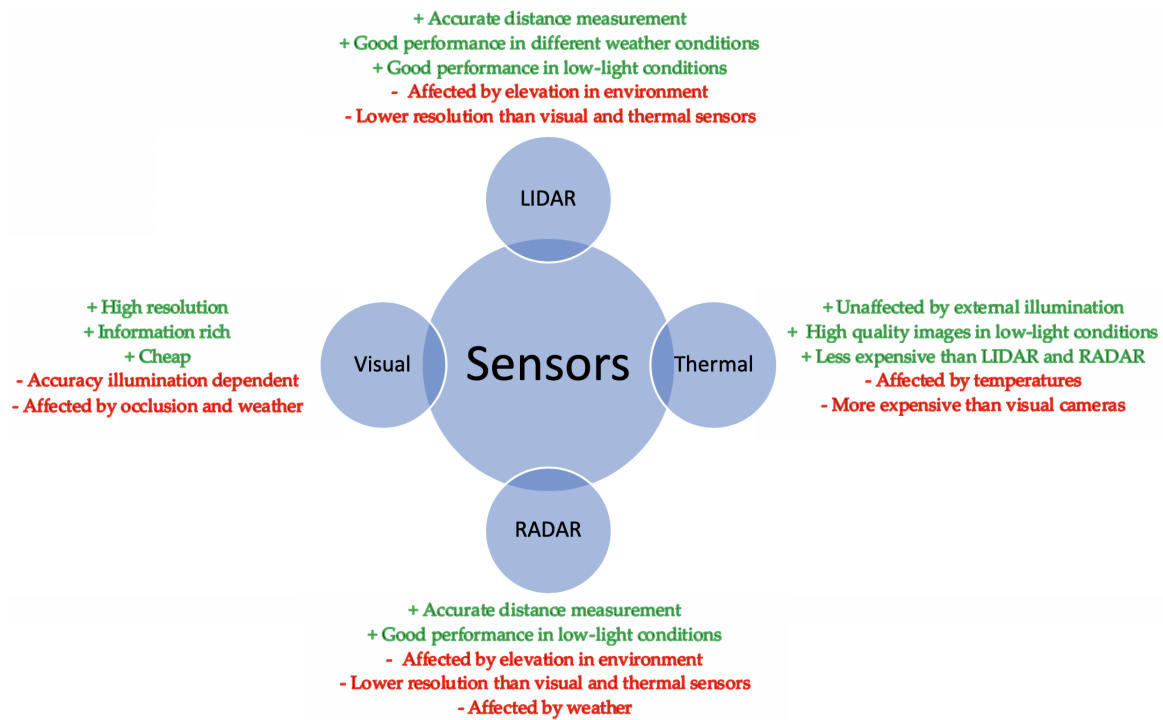 + Accurate distance measurement
+ Good performance in different weather conditions
+ Good performance in low-light conditions
- Affected by elevation in environment
- Lower resolution than visual and thermal sensors
LIDAR
+ High resolution
+ Information rich
+ Cheap
- Accuracy illumination dependent
- Affected by occlusion and weather
Visual
Sensors
Thermal
+ Unaffected by external illumination
+ High quality images in low-light conditions
+ Less expensive than LIDAR and RADAR
- Affected by temperatures
- More expensive than visual cameras
RADAR
+ Accurate distance measurement
+ Good performance in low-light conditions
- Affected by elevation in environment
- Lower resolution than visual and thermal sensors
- Affected by weather